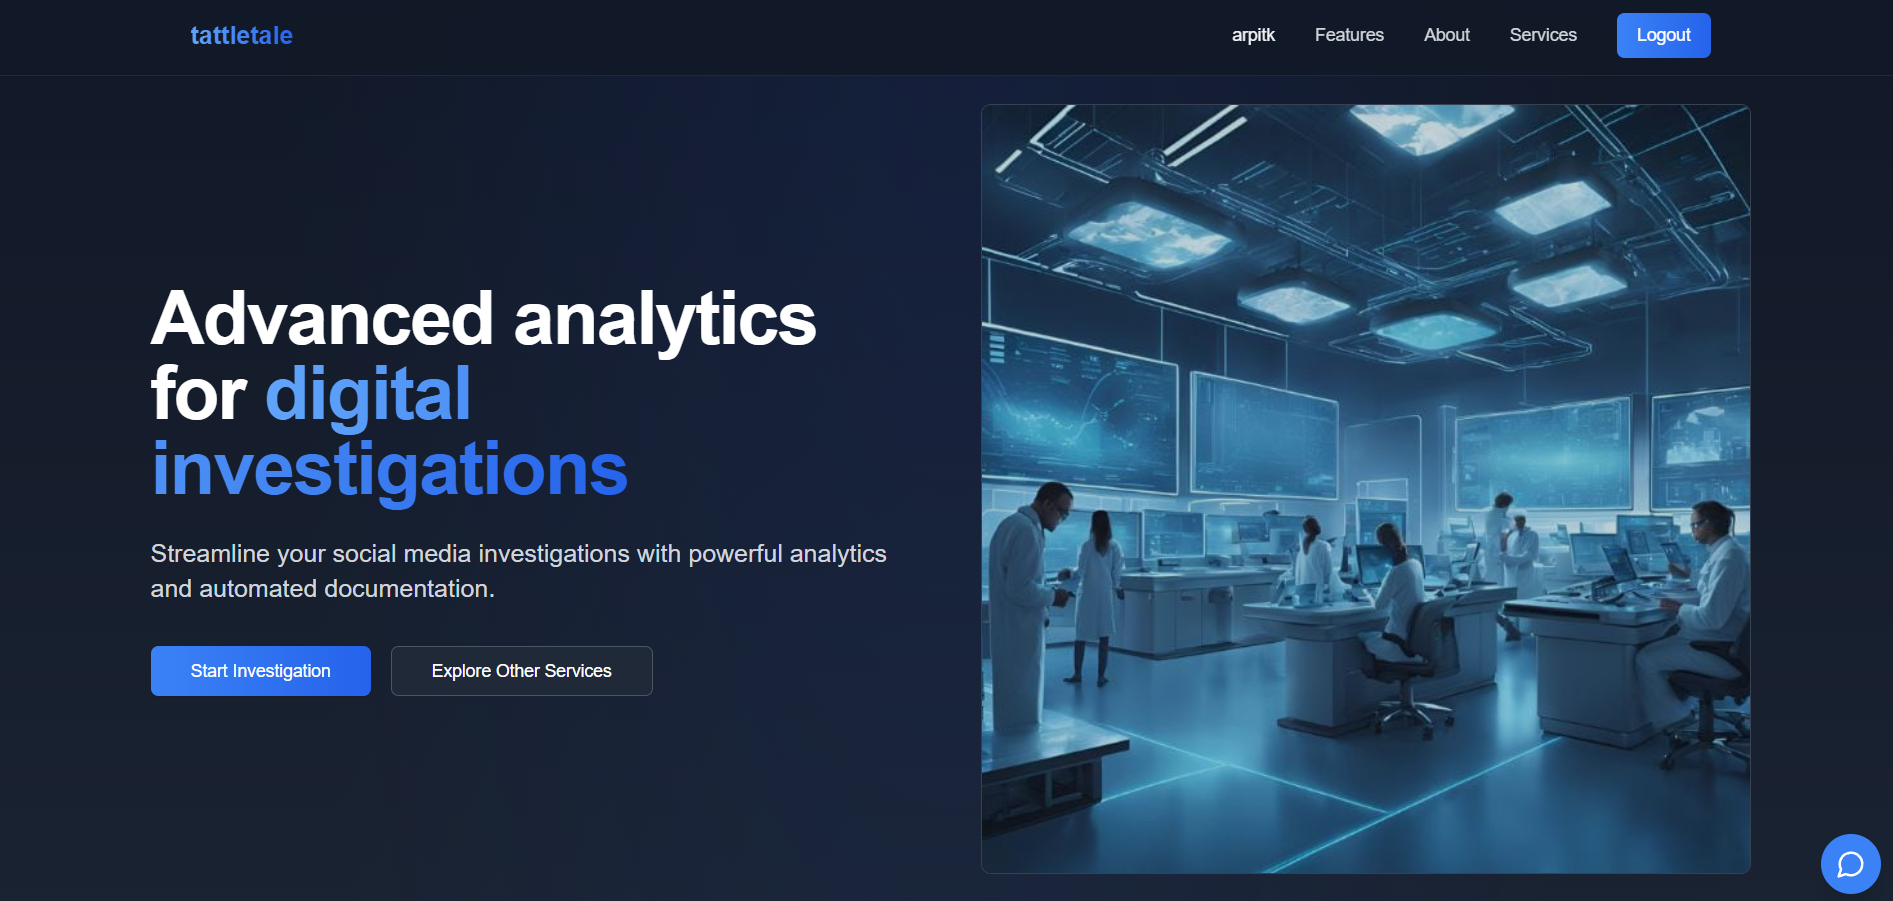 tattletale
arpitk
Features
About
Services
Logout
Advanced analytics
for digital
investigations
Streamline your social media investigations with powerful analytics
and automated documentation.
Start Investigation
Explore Other Services